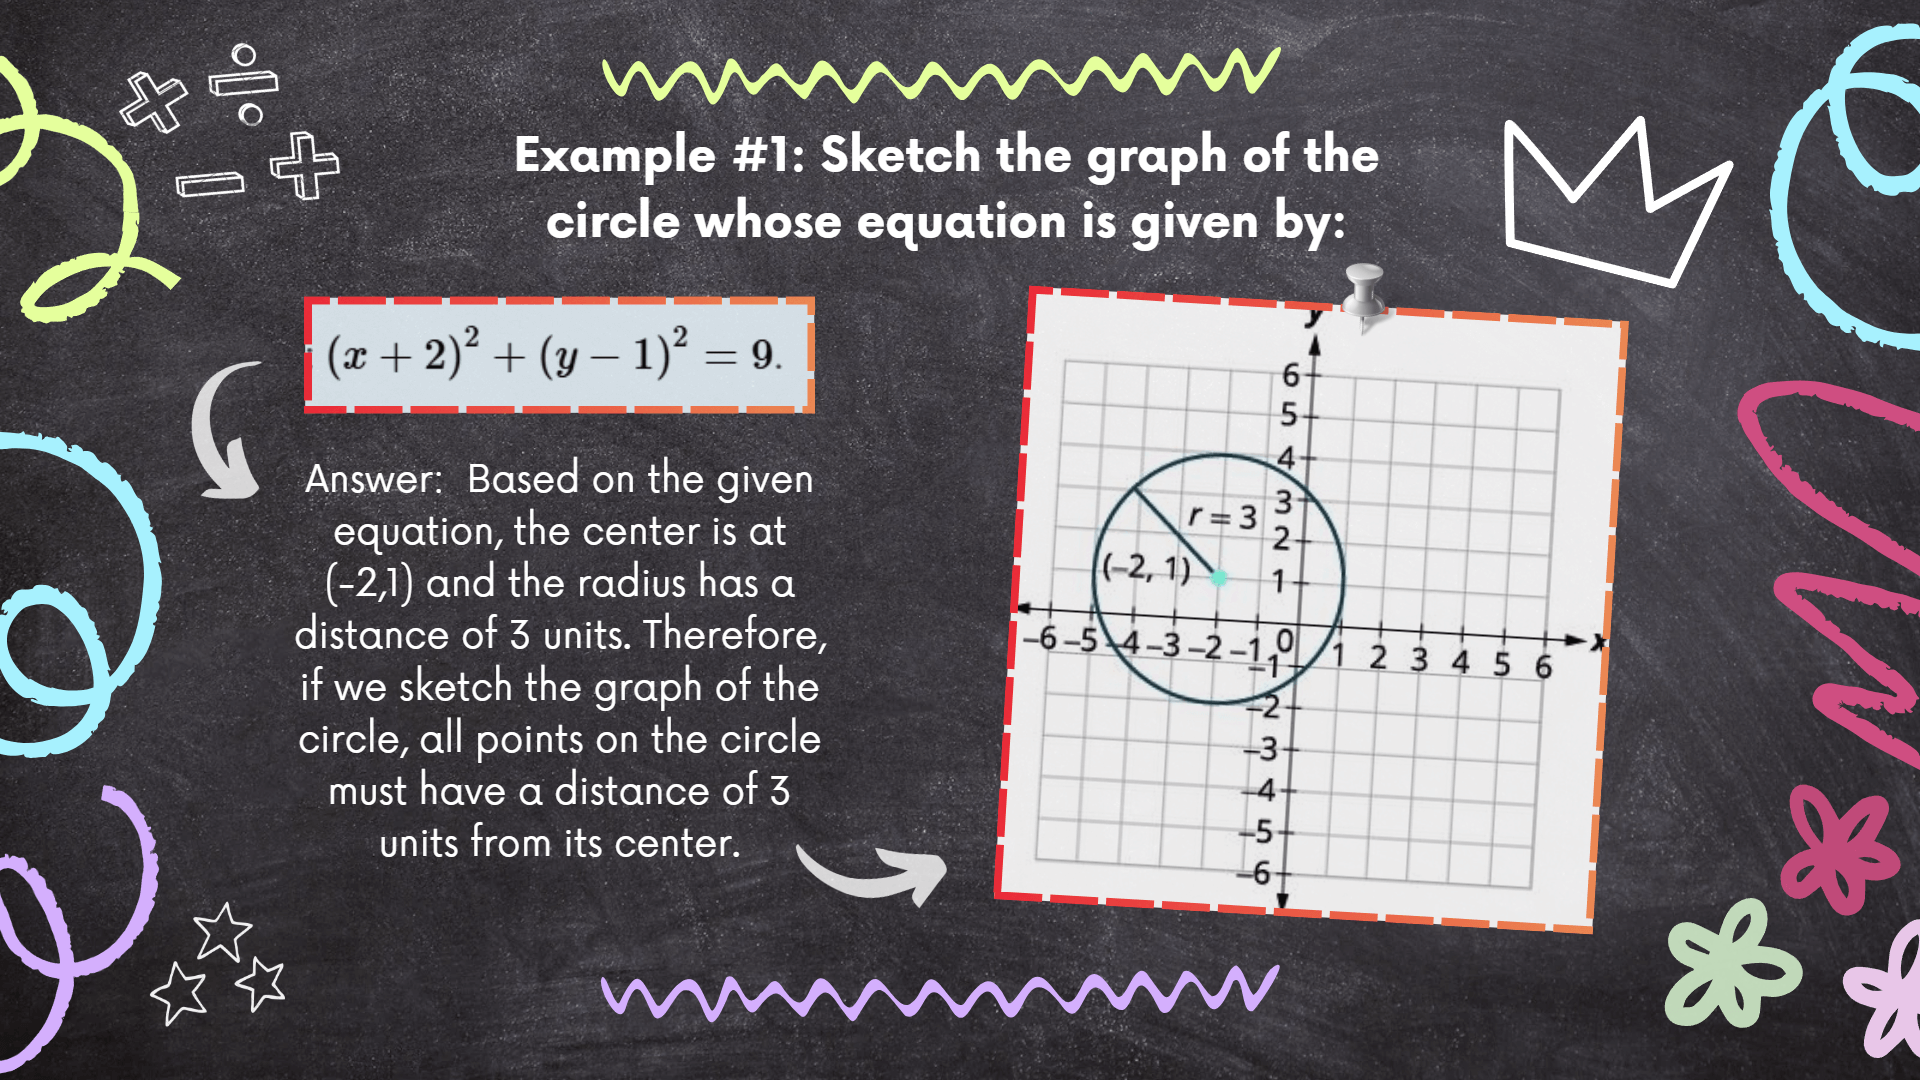 Example #1: Sketch the graph of the
circle whose equation is given by:
(x + 2)² + (y − 1)² = 9.
Answer:  Based on the given
equation, the center is at
(-2,1) and the radius has a
distance of 3 units. Therefore,
if we sketch the graph of the
circle, all points on the circle
must have a distance of 3
units from its center.
y
6
5
4
3
2
1
r = 3
(–2, 1)
–6 –5 –4 –3 –2 –1 0 1 2 3 4 5 6 x
–1
–2
–3
–4
–5
–6